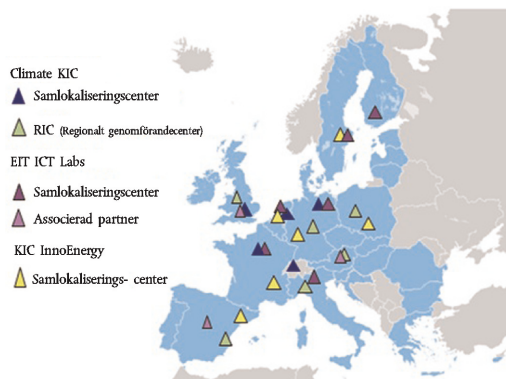 Climate KIC
Samlokaliseringscenter
RIC (Regionalt genomförandecenter)
EIT ICT Labs
Samlokaliseringscenter
Associerad partner
KIC InnoEnergy
Samlokaliserings- center